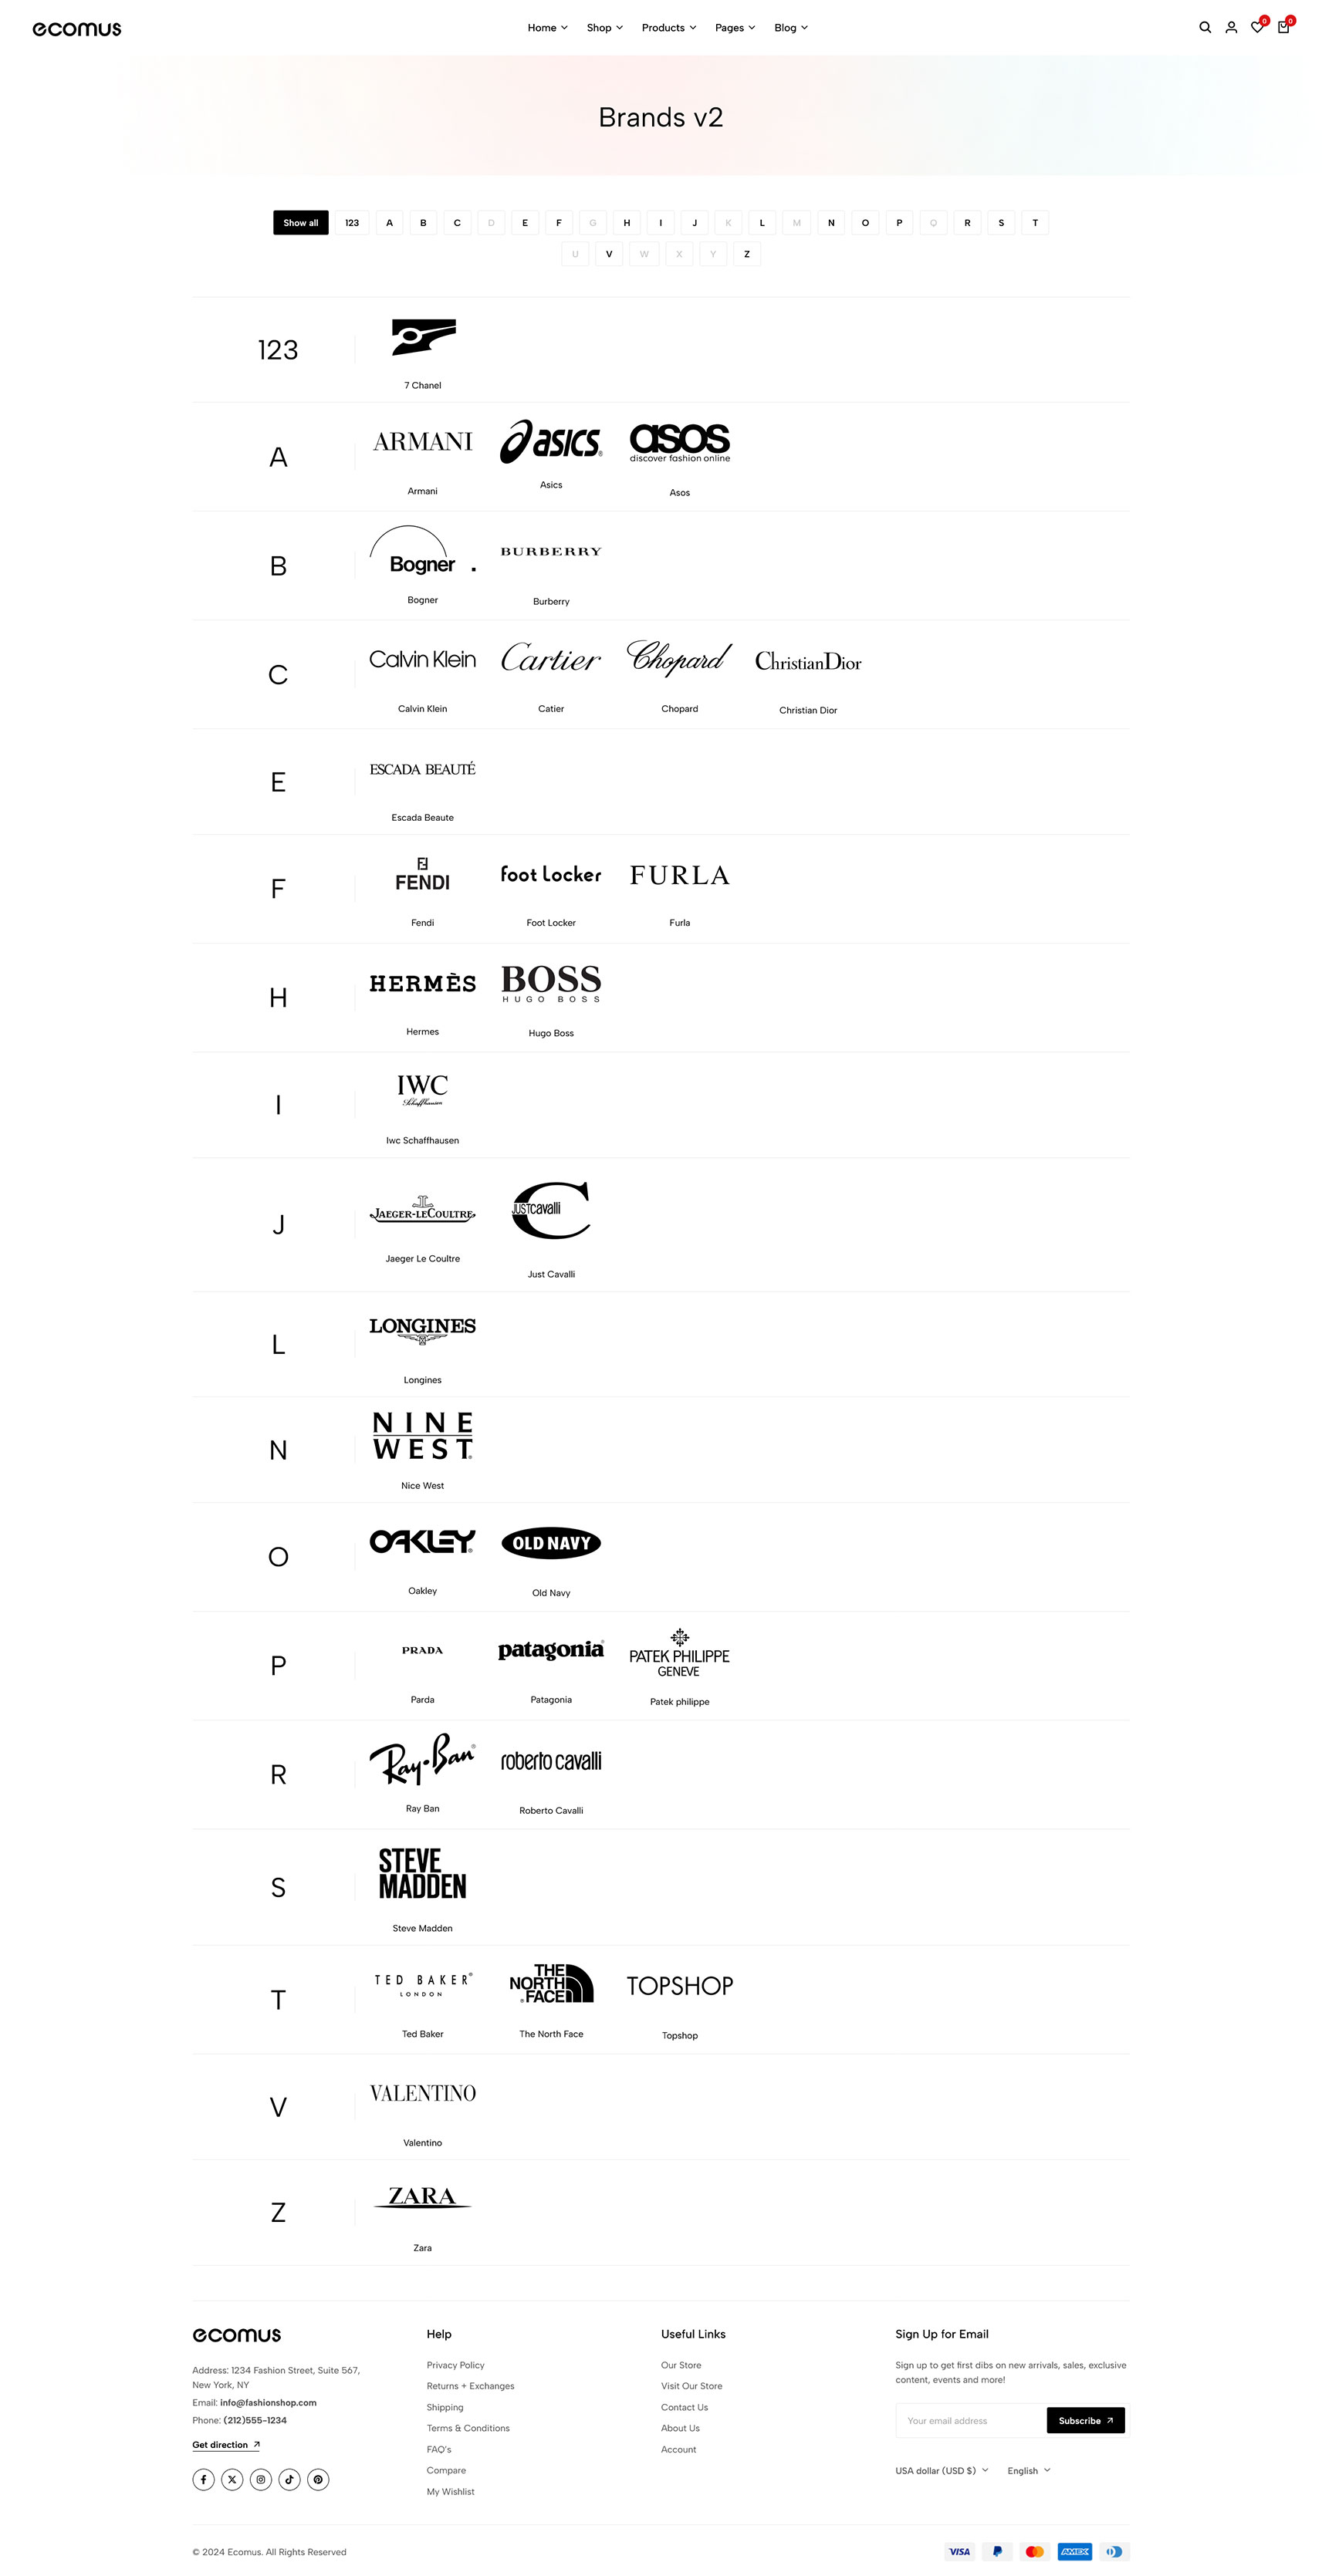 ecomus
Home Shop Products Pages Blog
0 0
Brands v2
Show all 123 A B C D E F G H I J K L M N O P Q R S T
U V W X Y Z
123
7 Chanel
A
ARMANI asics® asos
discover fashion online
Armani Asics Asos
B
Bogner. BURBERRY
Bogner Burberry
C
Calvin Klein Cartier Chopard ChristianDior
Calvin Klein Catier Chopard Christian Dior
E
ESCADA BEAUTÉ
Escada Beaute
F
FENDI foot locker FURLA
Fendi Foot Locker Furla
H
HERMÈS BOSS
HUGO BOSS
Hermes Hugo Boss
I
IWC
Schaffhausen
Iwc Schaffhausen
J
JAEGER-LECOULTRE JUSTcavalli
Jaeger Le Coultre Just Cavalli
L
LONGINES
Longines
N
NINE
WEST®
Nice West
O
OAKLEY® OLD NAVY
Oakley Old Navy
P
PRADA patagonia® PATEK PHILIPPE
GENEVE
Parda Patagonia Patek philippe
R
Ray-Ban® roberto cavalli
Ray Ban Roberto Cavalli
S
STEVE
MADDEN
Steve Madden
T
TED BAKER® THE NORTH FACE® TOPSHOP
LONDON
Ted Baker The North Face Topshop
V
VALENTINO
Valentino
Z
ZARA
Zara
ecomus
Address: 1234 Fashion Street, Suite 567,
New York, NY
Email: info@fashionshop.com
Phone: (212)555-1234
Get direction
Help
Privacy Policy
Returns + Exchanges
Shipping
Terms & Conditions
FAQ's
Compare
My Wishlist
Useful Links
Our Store
Visit Our Store
Contact Us
About Us
Account
Sign Up for Email
Sign up to get first dibs on new arrivals, sales, exclusive
content, events and more!
Your email address Subscribe
USA dollar (USD $) English
© 2024 Ecomus. All Rights Reserved
VISA AMEX